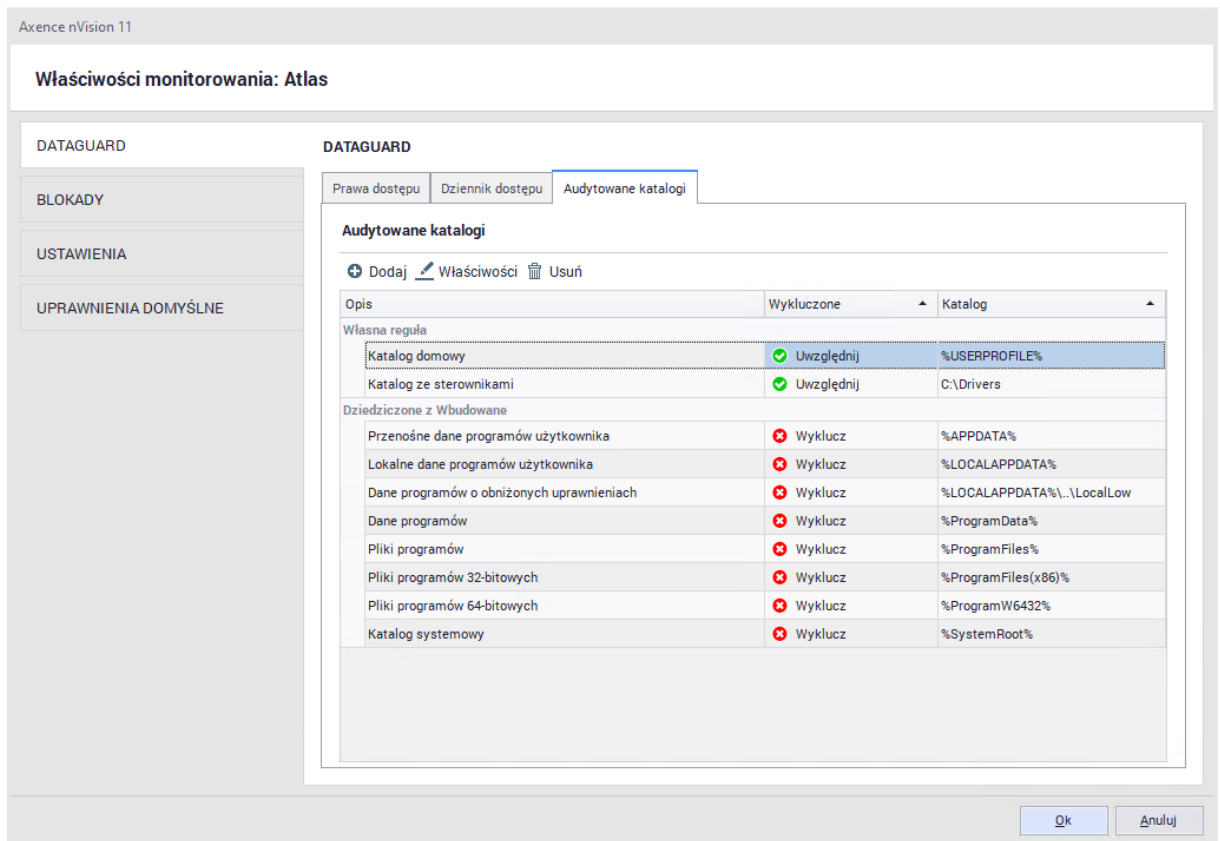 Axence nVision 11
Właściwości monitorowania: Atlas
DATAGUARD
BLOKADY
USTAWIENIA
UPRAWNIENIA DOMYŚLNE
DATAGUARD
Prawa dostępu Dziennik dostępu Audytowane katalogi
Audytowane katalogi
Dodaj Właściwości Usuń
Opis Wykluczone Katalog
Własna reguła
Katalog domowy Uwzględnij %USERPROFILE%
Katalog ze sterownikami Uwzględnij C:\Drivers
Dziedziczone z Wbudowane
Przenośne dane programów użytkownika Wyklucz %APPDATA%
Lokalne dane programów użytkownika Wyklucz %LOCALAPPDATA%
Dane programów o obniżonych uprawnieniach Wyklucz %LOCALAPPDATA%\..\LocalLow
Dane programów Wyklucz %ProgramData%
Pliki programów Wyklucz %ProgramFiles%
Pliki programów 32-bitowych Wyklucz %ProgramFiles(x86)%
Pliki programów 64-bitowych Wyklucz %ProgramW6432%
Katalog systemowy Wyklucz %SystemRoot%
Ok Anuluj